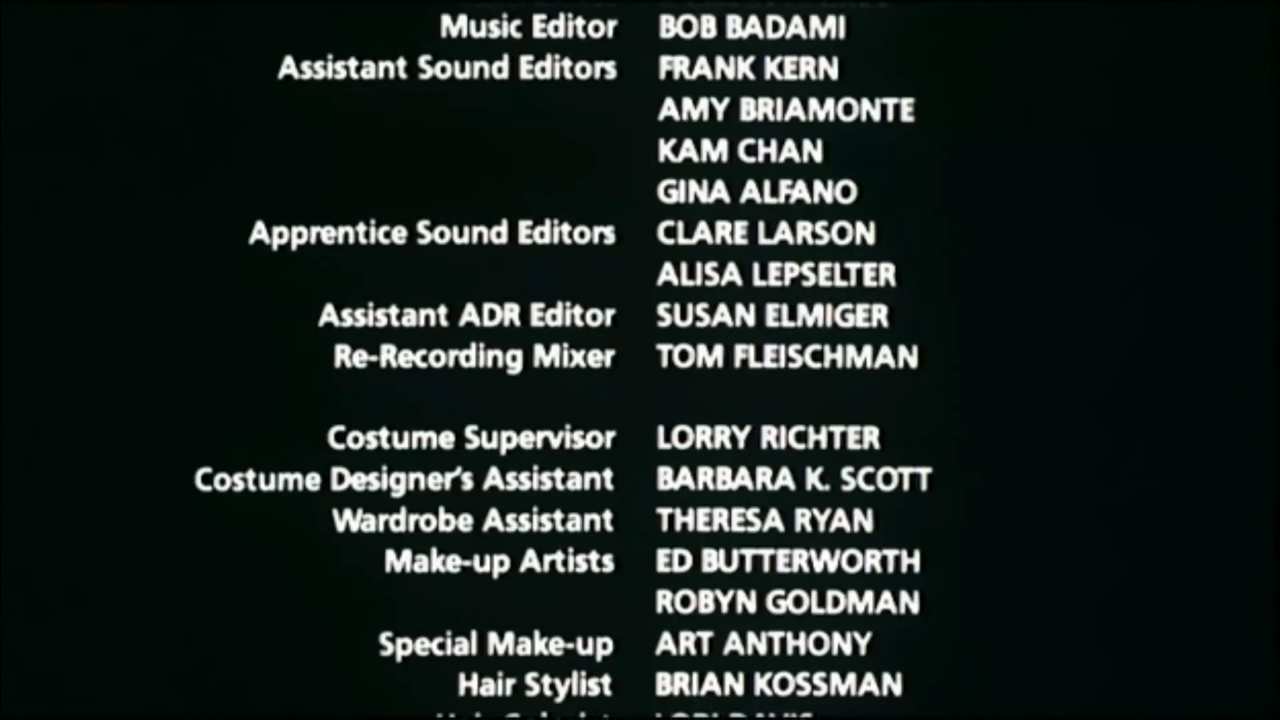 Music Editor BOB BADAMI
Assistant Sound Editors FRANK KERN
AMY BRIAMONTE
KAM CHAN
GINA ALFANO
Apprentice Sound Editors CLARE LARSON
ALISA LEPSELTER
Assistant ADR Editor SUSAN ELMIGER
Re-Recording Mixer TOM FLEISCHMAN
Costume Supervisor LORRY RICHTER
Costume Designer's Assistant BARBARA K. SCOTT
Wardrobe Assistant THERESA RYAN
Make-up Artists ED BUTTERWORTH
ROBYN GOLDMAN
Special Make-up ART ANTHONY
Hair Stylist BRIAN KOSSMAN